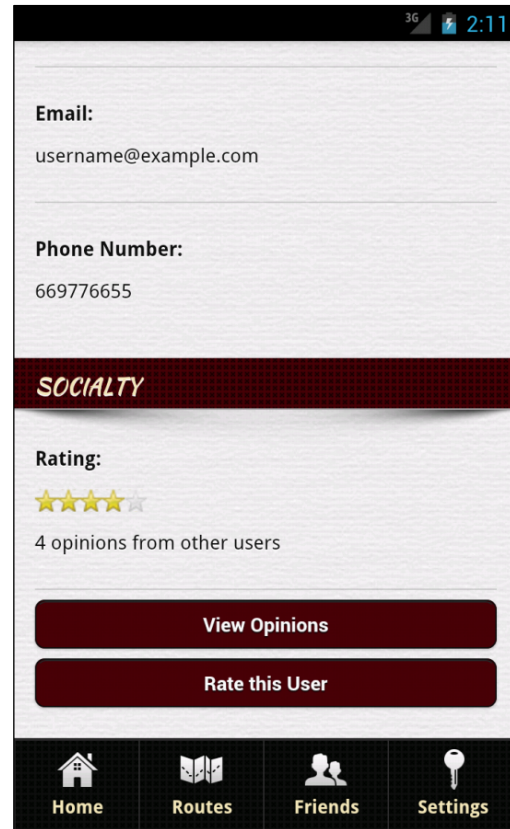 3G 2:11
Email:
username@example.com
Phone Number:
669776655
SOCIALTY
Rating:
4 opinions from other users
View Opinions
Rate this User
Home Routes Friends Settings